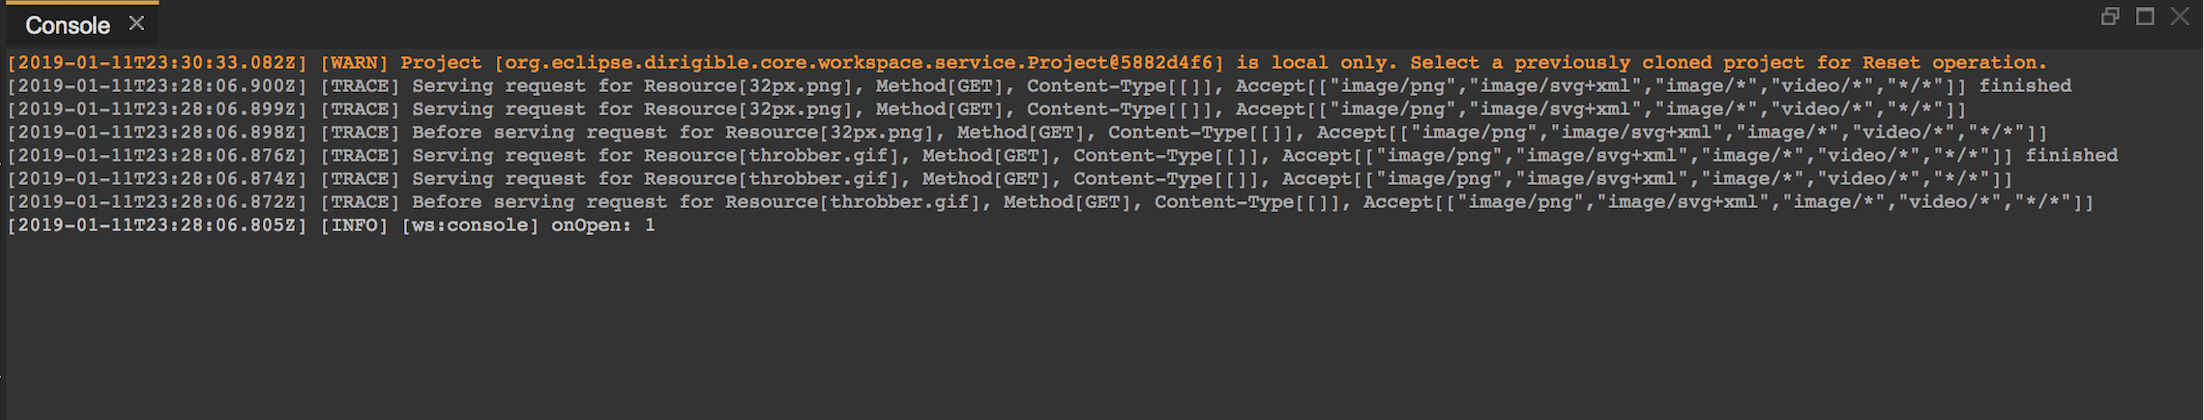 Console
[2019-01-11T23:30:33.082Z] [WARN] Project [org.eclipse.dirigible.core.workspace.service.Project@5882d4f6] is local only. Select a previously cloned project for Reset operation.
[2019-01-11T23:28:06.900Z] [TRACE] Serving request for Resource[32px.png], Method[GET], Content-Type[[]], Accept[["image/png","image/svg+xml","image/*","video/*","*/*"]] finished
[2019-01-11T23:28:06.899Z] [TRACE] Serving request for Resource[32px.png], Method[GET], Content-Type[[]], Accept[["image/png","image/svg+xml","image/*","video/*","*/*"]]
[2019-01-11T23:28:06.898Z] [TRACE] Before serving request for Resource[32px.png], Method[GET], Content-Type[[]], Accept[["image/png","image/svg+xml","image/*","video/*","*/*"]]
[2019-01-11T23:28:06.876Z] [TRACE] Serving request for Resource[throbber.gif], Method[GET], Content-Type[[]], Accept[["image/png","image/svg+xml","image/*","video/*","*/*"]] finished
[2019-01-11T23:28:06.874Z] [TRACE] Serving request for Resource[throbber.gif], Method[GET], Content-Type[[]], Accept[["image/png","image/svg+xml","image/*","video/*","*/*"]]
[2019-01-11T23:28:06.872Z] [TRACE] Before serving request for Resource[throbber.gif], Method[GET], Content-Type[[]], Accept[["image/png","image/svg+xml","image/*","video/*","*/*"]]
[2019-01-11T23:28:06.805Z] [INFO] [ws:console] onOpen: 1